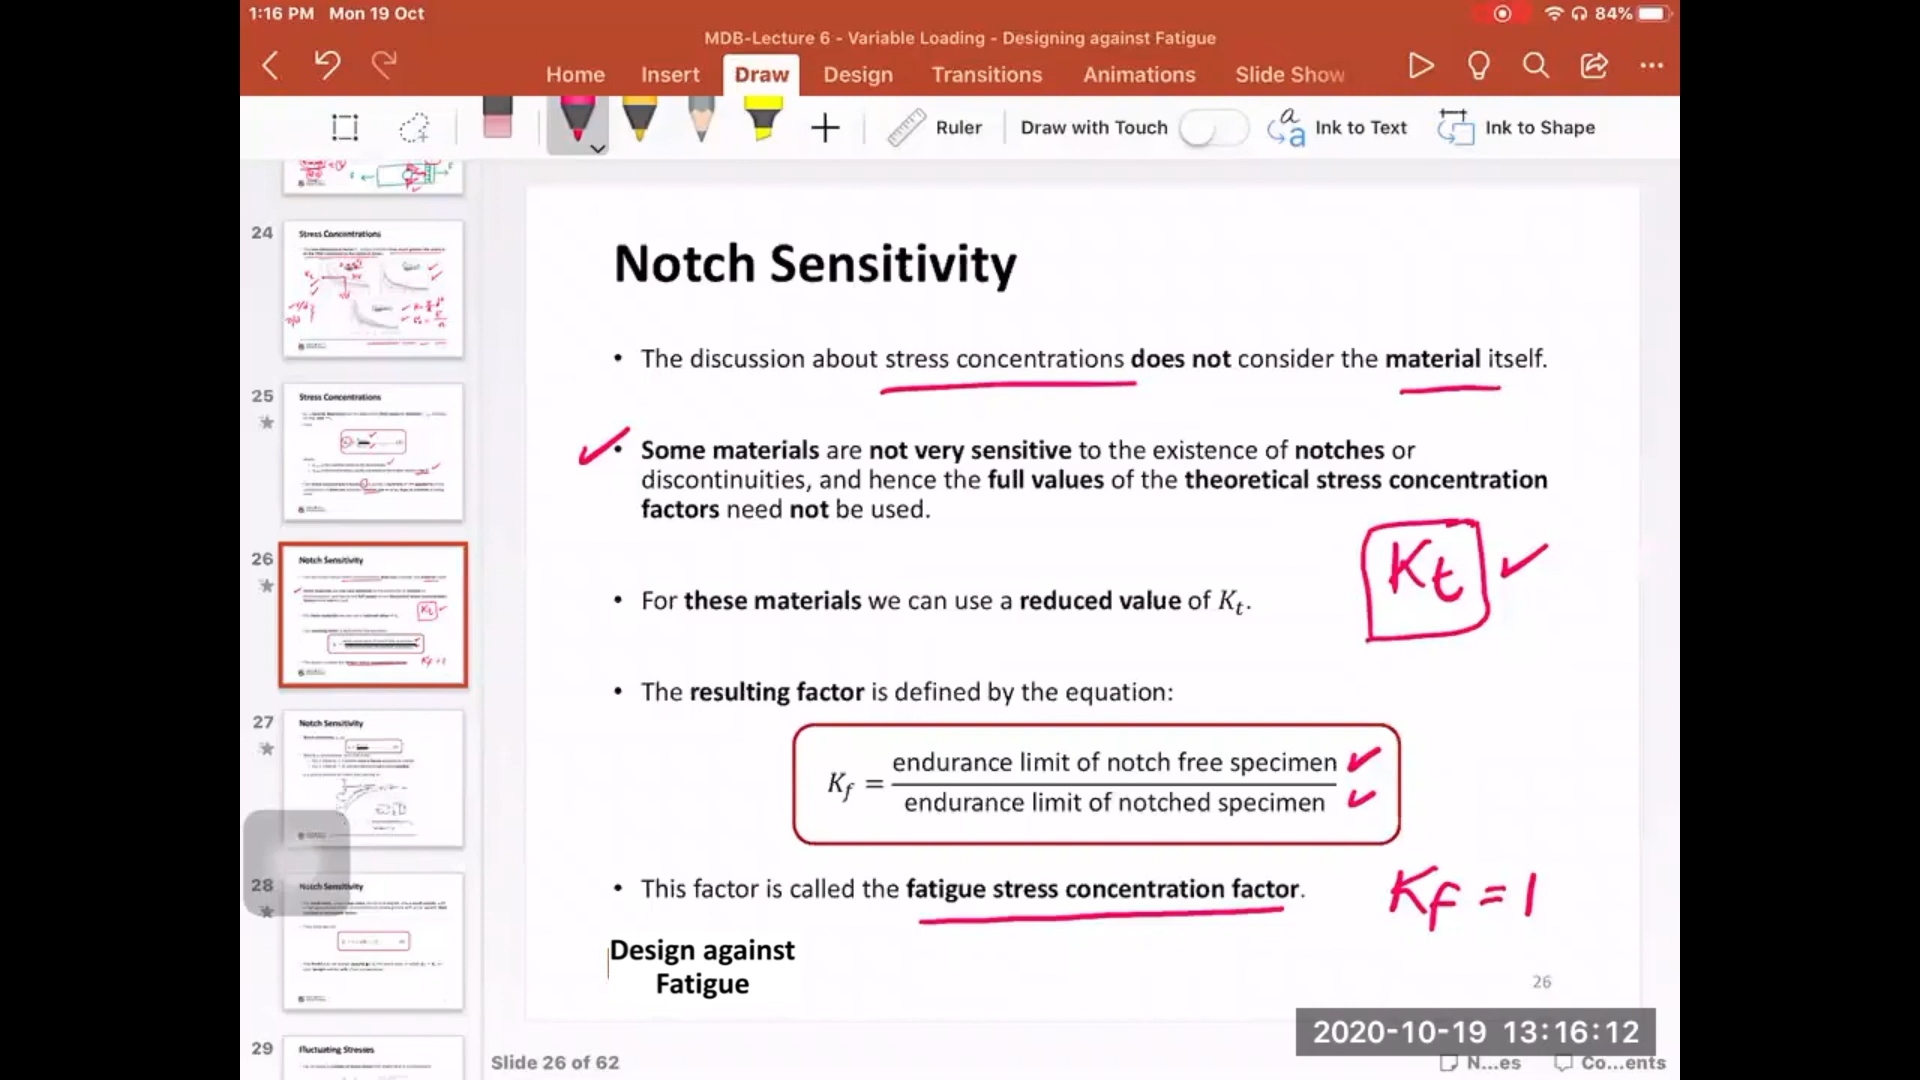 1:16 PM Mon 19 Oct
84%
MDB-Lecture 6 - Variable Loading - Designing against Fatigue
Home Insert Draw Design Transitions Animations Slide Show
Ruler Draw with Touch Ink to Text Ink to Shape
24
Stress Concentrations
25
Stress Concentrations
26
Notch Sensitivity
27
Notch Sensitivity
28
Notch Sensitivity
29
Fluctuating Stresses
Notch Sensitivity
• The discussion about stress concentrations does not consider the material itself.
• Some materials are not very sensitive to the existence of notches or
discontinuities, and hence the full values of the theoretical stress concentration
factors need not be used.
Kt
• For these materials we can use a reduced value of Kt.
• The resulting factor is defined by the equation:
Kf = endurance limit of notch free specimen
endurance limit of notched specimen
• This factor is called the fatigue stress concentration factor.
Kf = 1
Design against
Fatigue
26
2020-10-19 13:16:12
Slide 26 of 62
N...es Co...ents